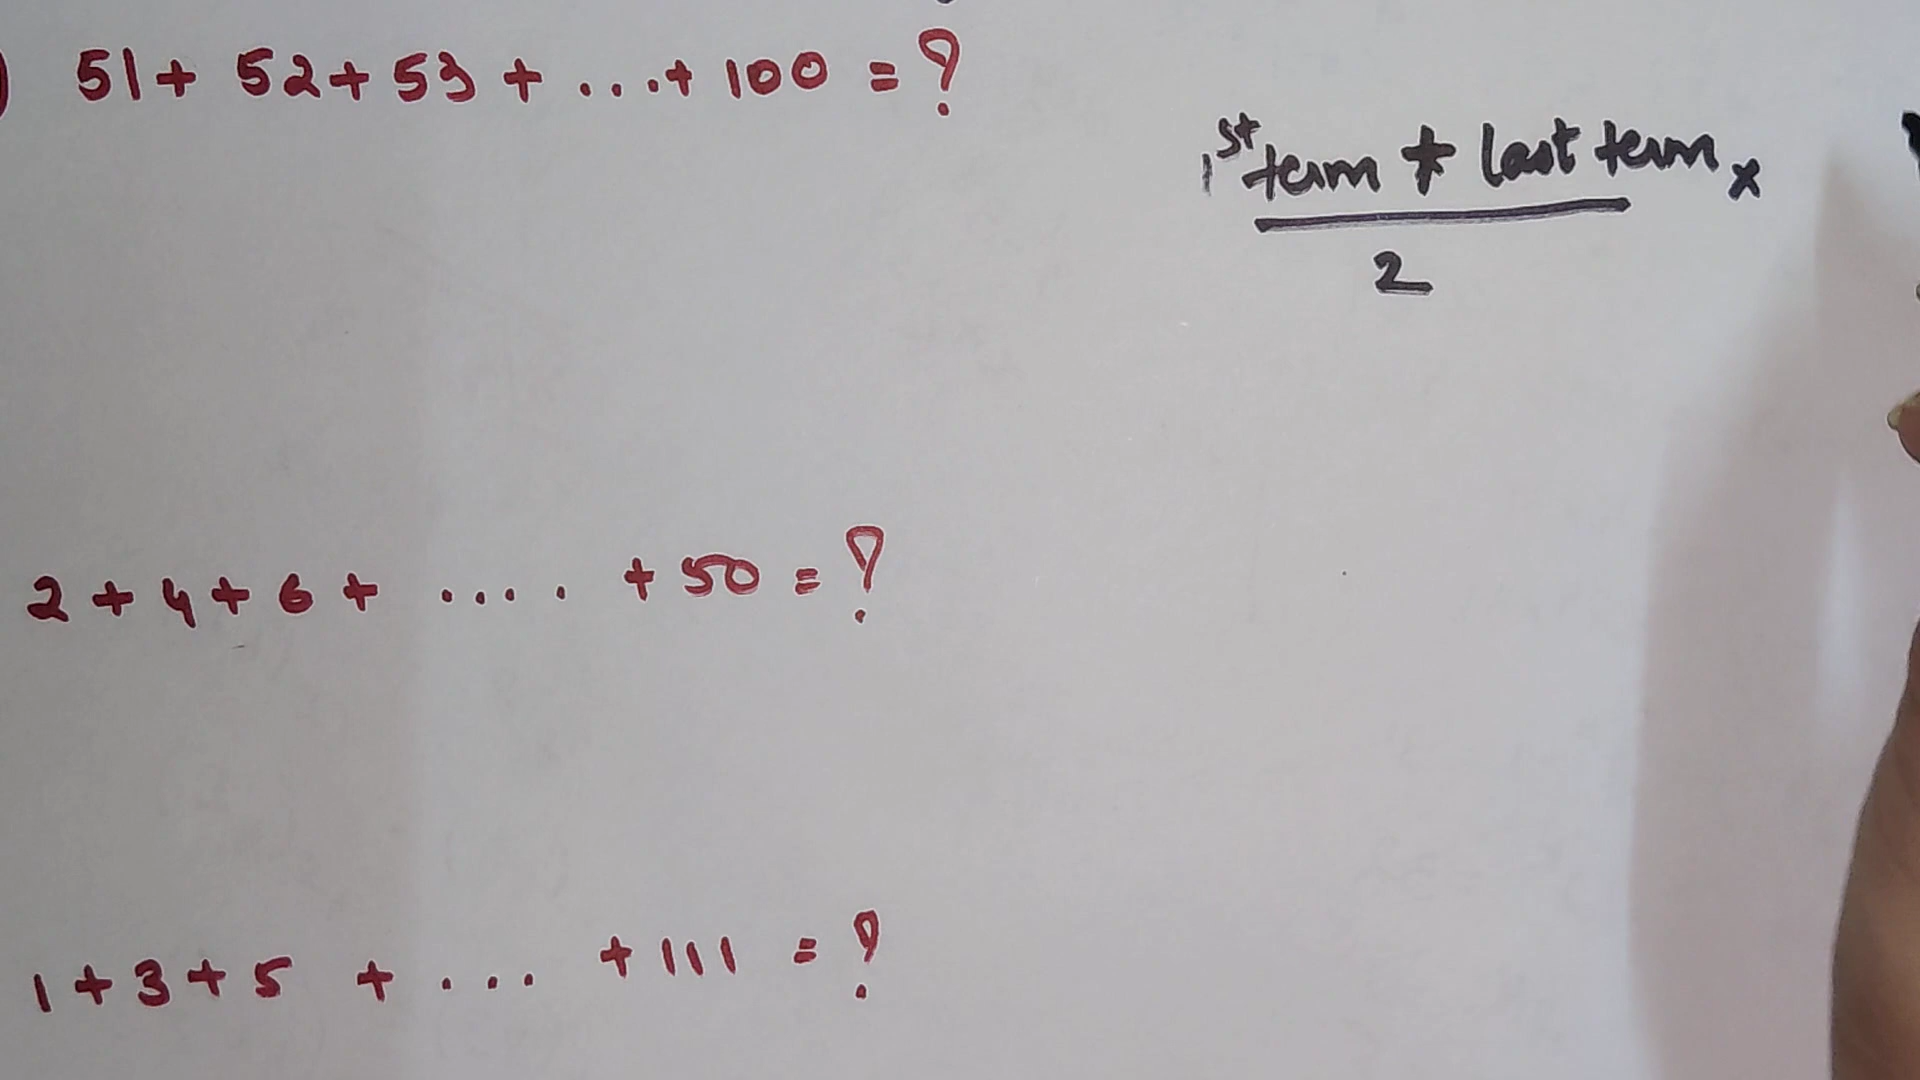 ) 51 + 52 + 53 + ... + 100 = ?
1st term + last term x
2
2 + 4 + 6 + .... + 50 = ?
1 + 3 + 5 + ... + 111 = ?